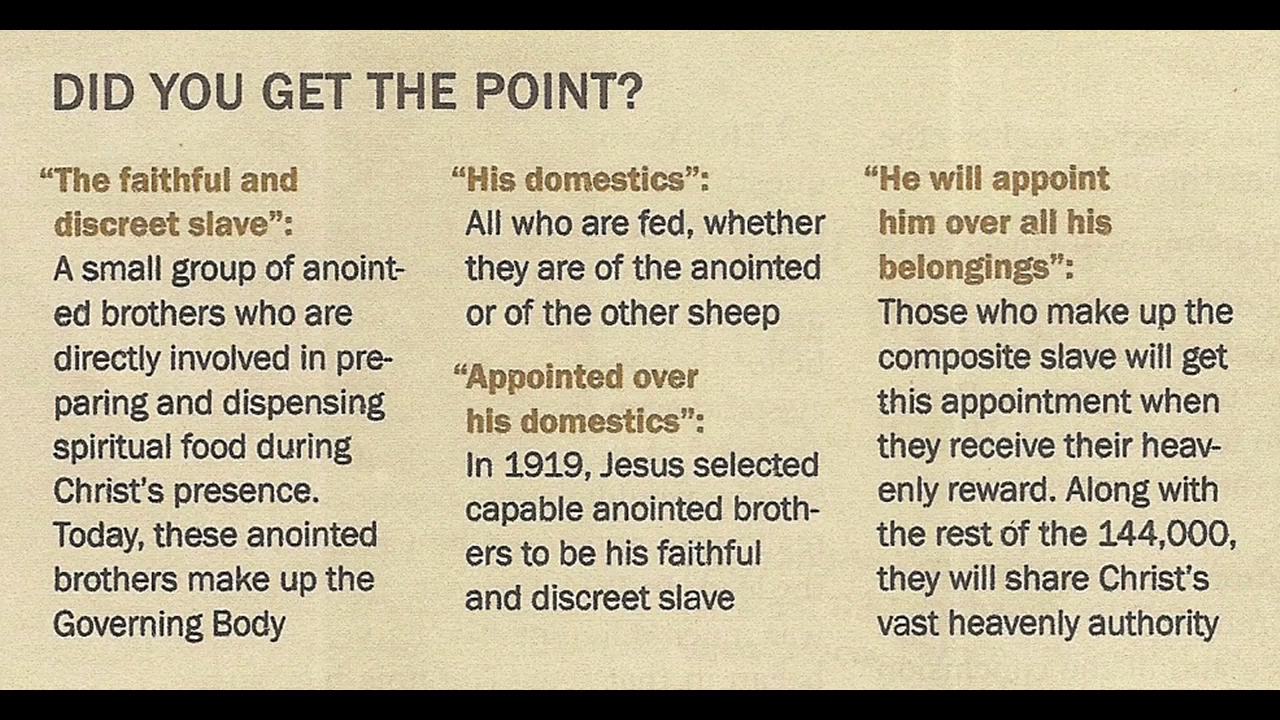 DID YOU GET THE POINT?
“The faithful and
discreet slave”:
A small group of anoint-
ed brothers who are
directly involved in pre-
paring and dispensing
spiritual food during
Christ’s presence.
Today, these anointed
brothers make up the
Governing Body
“His domestics”:
All who are fed, whether
they are of the anointed
or of the other sheep
“Appointed over
his domestics”:
In 1919, Jesus selected
capable anointed broth-
ers to be his faithful
and discreet slave
“He will appoint
him over all his
belongings”:
Those who make up the
composite slave will get
this appointment when
they receive their heav-
enly reward. Along with
the rest of the 144,000,
they will share Christ’s
vast heavenly authority